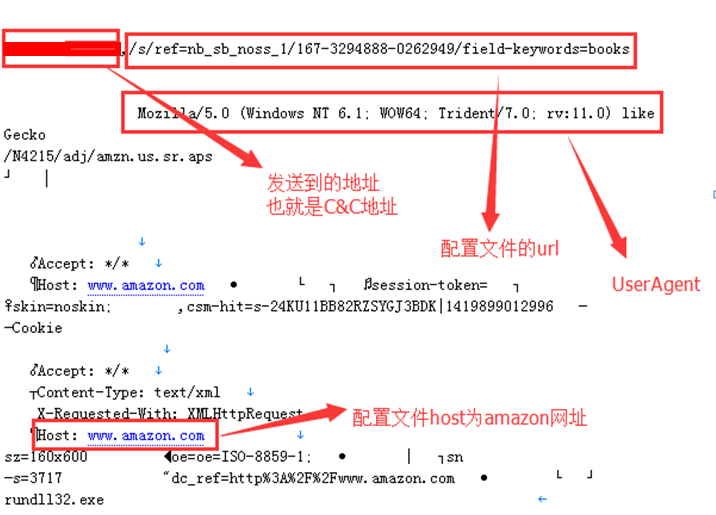 ,/s/ref=nb_sb_noss_1/167-3294888-0262949/field-keywords=books
Mozilla/5.0 (Windows NT 6.1; WOW64; Trident/7.0; rv:11.0) like
Gecko
/N4215/adj/amzn.us.sr.aps
发送到的地址
也就是C&C地址
配置文件的url
UserAgent
Accept: */*
Host: www.amazon.com session-token=
skin=noskin; ,csm-hit=s-24KU11BB82RZSYGJ3BDK|1419899012996
Cookie
Accept: */*
Content-Type: text/xml
X-Requested-With: XMLHttpRequest
Host: www.amazon.com
配置文件host为amazon网址
sz=160x600 oe=oe=ISO-8859-1; sn
-s=3717 "dc_ref=http%3A%2F%2Fwww.amazon.com
rundll32.exe